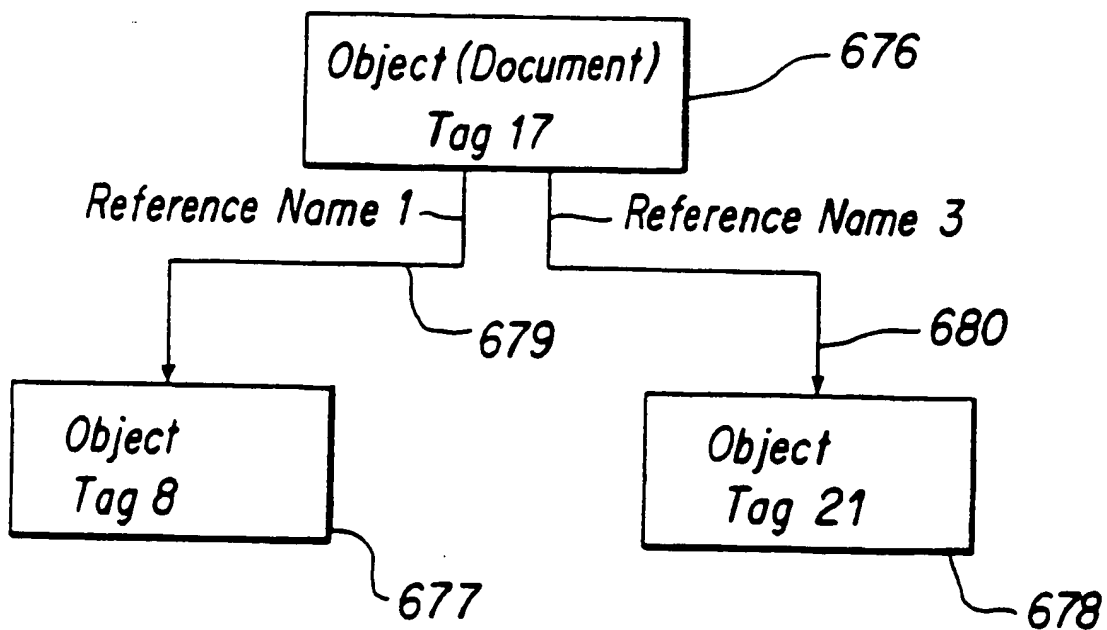 Object (Document)
Tag 17
676
Reference Name 1
Reference Name 3
679
680
Object
Tag 8
Object
Tag 21
677
678